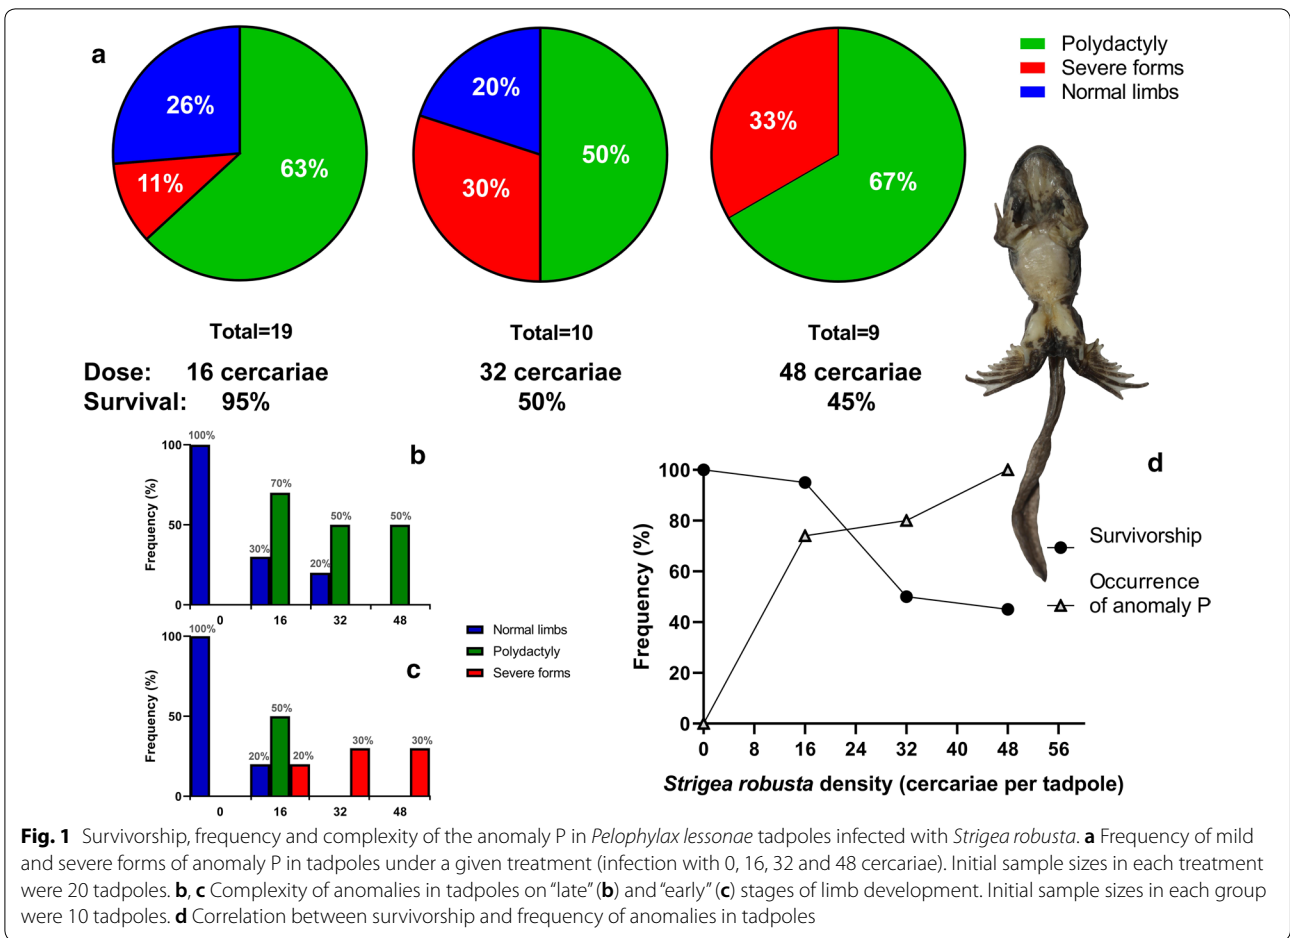 a
Polydactyly
Severe forms
Normal limbs
26%
11%
63%
20%
30%
50%
33%
67%
Total=19
Total=10
Total=9
Dose: 16 cercariae 32 cercariae 48 cercariae
Survival: 95% 50% 45%
b
Frequency (%)
100
50
0
100%
30%
70%
20%
50%
50%
0 16 32 48
c
Frequency (%)
100
50
0
100%
20%
50%
20%
30%
30%
0 16 32 48
Normal limbs
Polydactyly
Severe forms
d
Frequency (%)
100
80
60
40
20
0
0 8 16 24 32 40 48 56
Strigea robusta density (cercariae per tadpole)
Survivorship
Occurrence
of anomaly P
Fig. 1 Survivorship, frequency and complexity of the anomaly P in Pelophylax lessonae tadpoles infected with Strigea robusta. a Frequency of mild
and severe forms of anomaly P in tadpoles under a given treatment (infection with 0, 16, 32 and 48 cercariae). Initial sample sizes in each treatment
were 20 tadpoles. b, c Complexity of anomalies in tadpoles on “late” (b) and “early” (c) stages of limb development. Initial sample sizes in each group
were 10 tadpoles. d Correlation between survivorship and frequency of anomalies in tadpoles